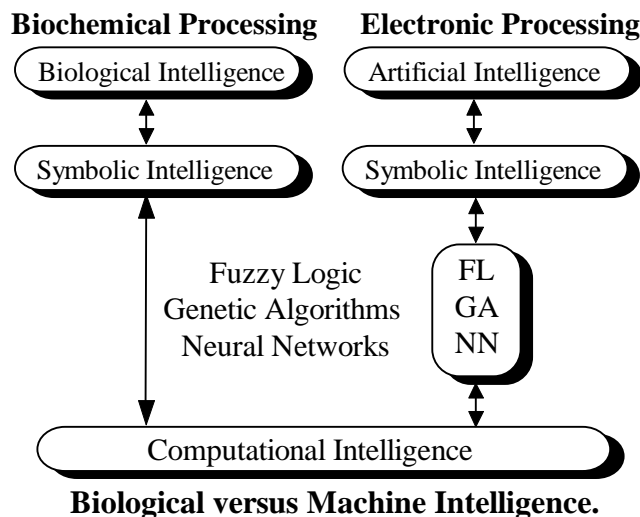 Biochemical Processing
Electronic Processing
Biological Intelligence
Artificial Intelligence
Symbolic Intelligence
Symbolic Intelligence
Fuzzy Logic
Genetic Algorithms
Neural Networks
FL
GA
NN
Computational Intelligence
Biological versus Machine Intelligence.